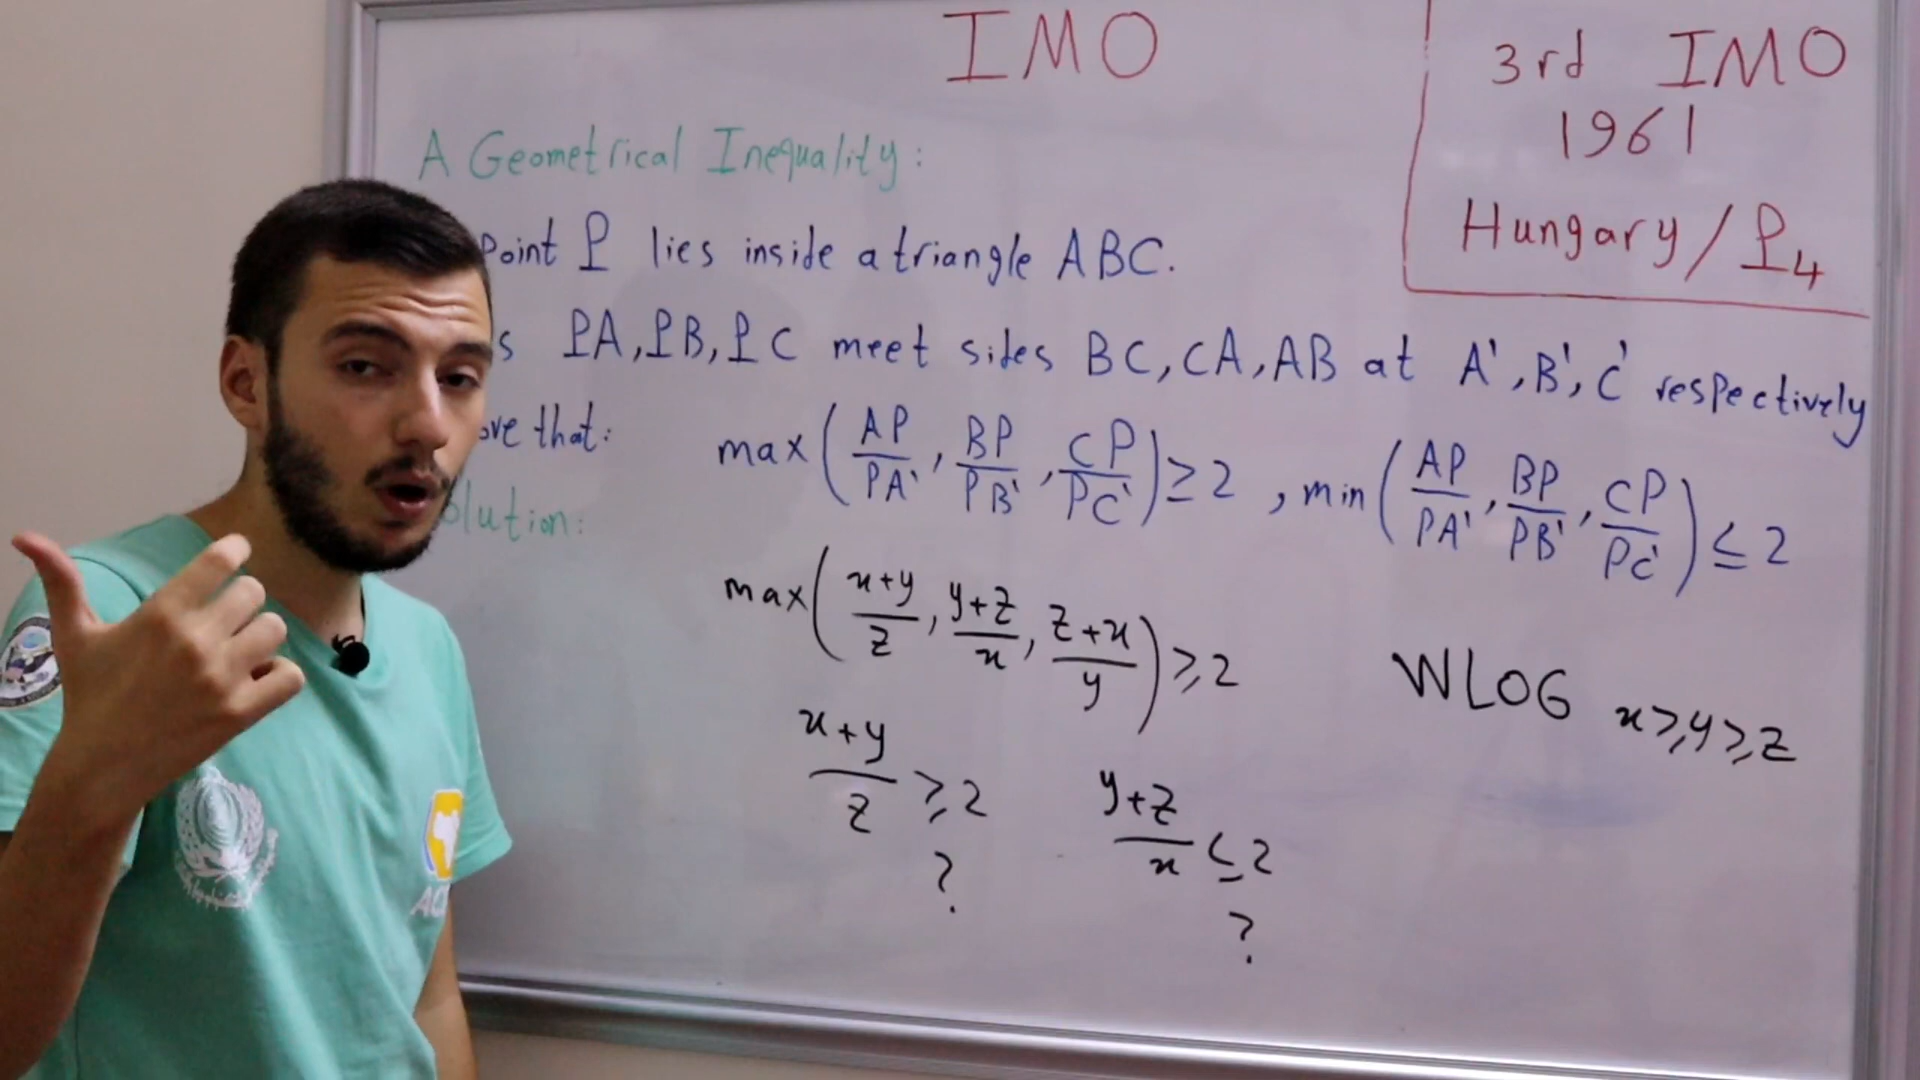 IMO
3rd IMO
1961
Hungary / P4
A Geometrical Inequality:
Point P lies inside a triangle ABC.
PA, PB, PC meet sides BC, CA, AB at A', B', C' respectively
that: max(AP/PA', BP/PB', CP/PC') ≥ 2 , min(AP/PA', BP/PB', CP/PC') ≤ 2
max(x+y/z, y+z/x, z+x/y) ≥ 2
WLOG x ≥ y ≥ z
x+y/z ≥ 2
?
y+z/x ≤ 2
?